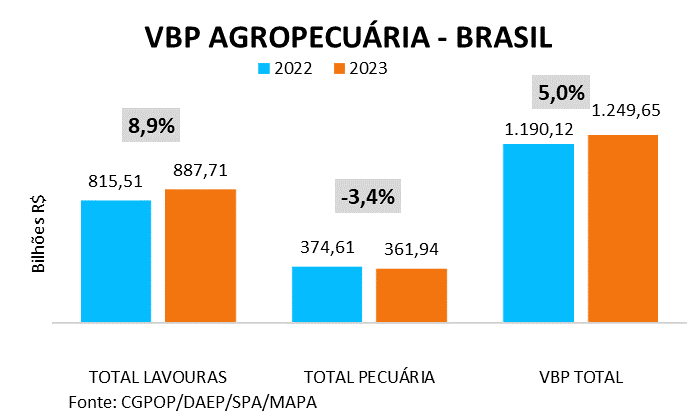 VBP AGROPECUÁRIA - BRASIL
2022 2023
8,9%
815,51 887,71
-3,4%
374,61 361,94
5,0%
1.190,12 1.249,65
Bilhões R$
TOTAL LAVOURAS TOTAL PECUÁRIA VBP TOTAL
Fonte: CGPOP/DAEP/SPA/MAPA